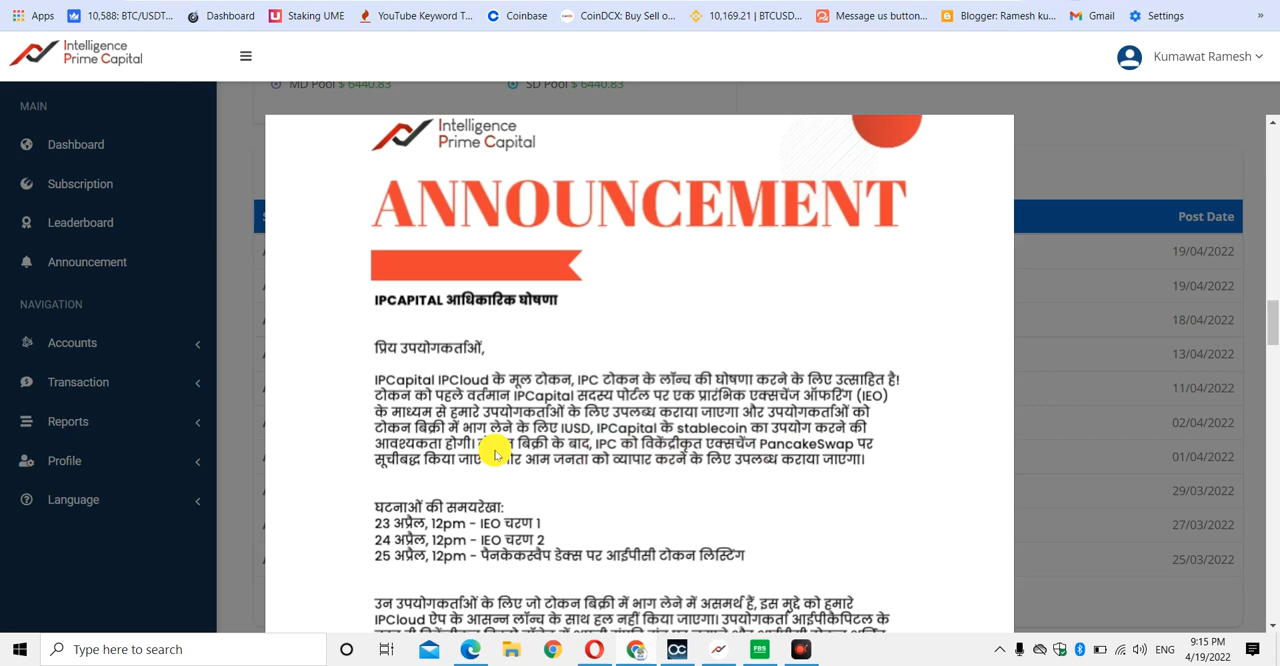 Apps
10,588: BTC/USDT...
Dashboard
Staking UME
YouTube Keyword T...
Coinbase
CoinDCX: Buy Sell o...
10,169.21 | BTCUSD...
Message us button...
Blogger: Ramesh ku...
Gmail
Settings
»
Intelligence
Prime Capital
Kumawat Ramesh
MAIN
Dashboard
Subscription
Leaderboard
Announcement
NAVIGATION
Accounts
Transaction
Reports
Profile
Language
MD Pool $ 6440.83
SD Pool $ 6440.83
Intelligence
Prime Capital
ANNOUNCEMENT
IPCAPITAL आधिकारिक घोषणा
प्रिय उपयोगकर्ताओं,
IPCapital IPCloud के मूल टोकन, IPC टोकन के लॉन्च की घोषणा करने के लिए उत्साहित है!
टोकन को पहले वर्तमान IPCapital सदस्य पोर्टल पर एक प्रारंभिक एक्सचेंज ऑफरिंग (IEO)
के माध्यम से हमारे उपयोगकर्ताओं के लिए उपलब्ध कराया जाएगा और उपयोगकर्ताओं को
टोकन बिक्री में भाग लेने के लिए IUSD, IPCapital के stablecoin का उपयोग करने की
आवश्यकता होगी। बिक्री के बाद, IPC को विकेंद्रीकृत एक्सचेंज PancakeSwap पर
सूचीबद्ध किया आम जनता को व्यापार करने के लिए उपलब्ध कराया जाएगा।
घटनाओं की समयरेखा:
23 अप्रैल, 12pm - IEO चरण 1
24 अप्रैल, 12pm - IEO चरण 2
25 अप्रैल, 12pm - पैनकेकस्वैप डेक्स पर आईपीसी टोकन लिस्टिंग
उन उपयोगकर्ताओं के लिए जो टोकन बिक्री में भाग लेने में असमर्थ हैं, इस मुद्दे को हमारे
IPCloud ऐप के आसन्न लॉन्च के साथ हल नहीं किया जाएगा। उपयोगकर्ता आईपीकैपिटल के
Post Date
19/04/2022
19/04/2022
18/04/2022
13/04/2022
11/04/2022
02/04/2022
01/04/2022
29/03/2022
27/03/2022
25/03/2022
Type here to search
ENG
9:15 PM
4/19/2022